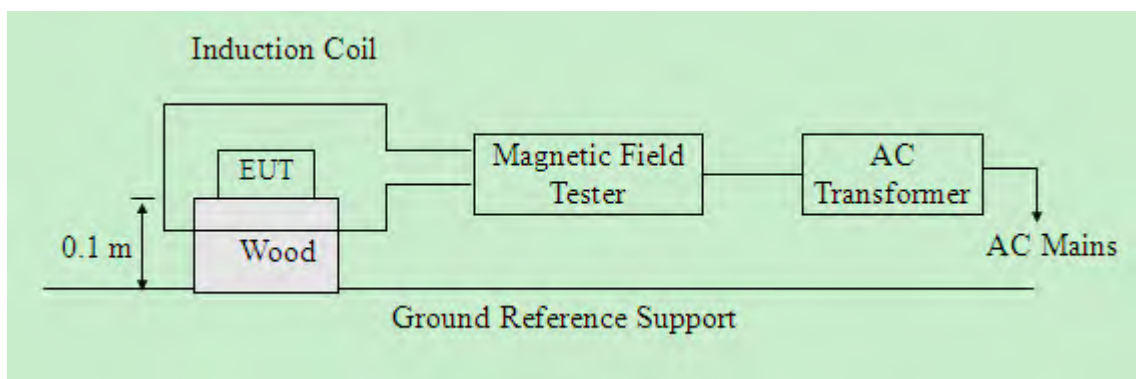 Induction Coil
EUT
Magnetic Field
Tester
AC
Transformer
0.1 m
Wood
AC Mains
Ground Reference Support